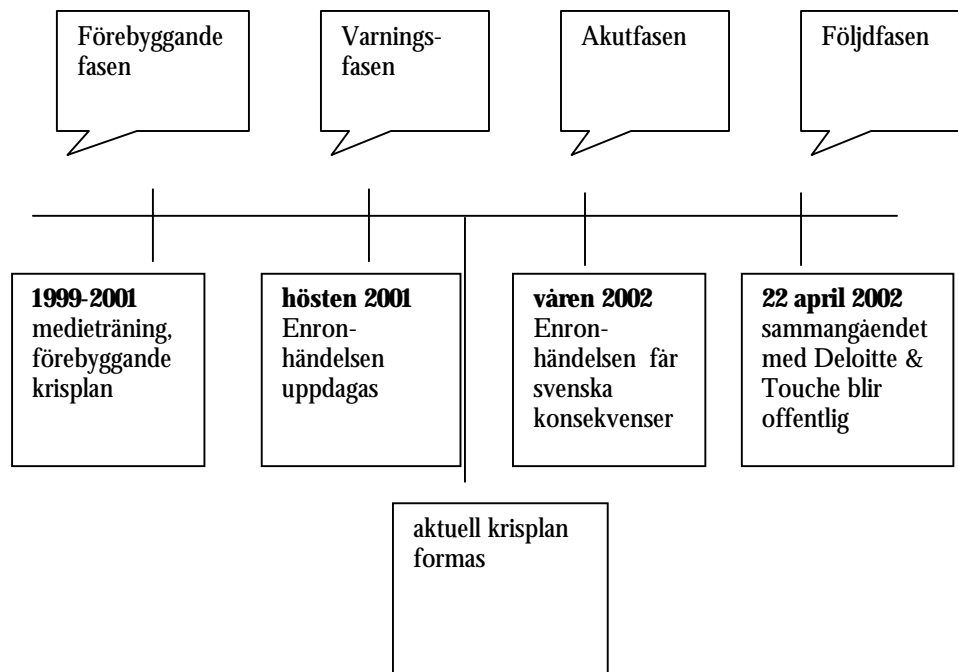 Förebyggande
fasen
Varnings-
fasen
Akutfasen
Följdfasen
1999-2001
medieträning,
förebyggande
krisplan
hösten 2001
Enron-
händelsen
uppdagas
våren 2002
Enron-
händelsen får
svenska
konsekvenser
22 april 2002
sammangåendet
med Deloitte &
Touche blir
offentlig
aktuell krisplan
formas